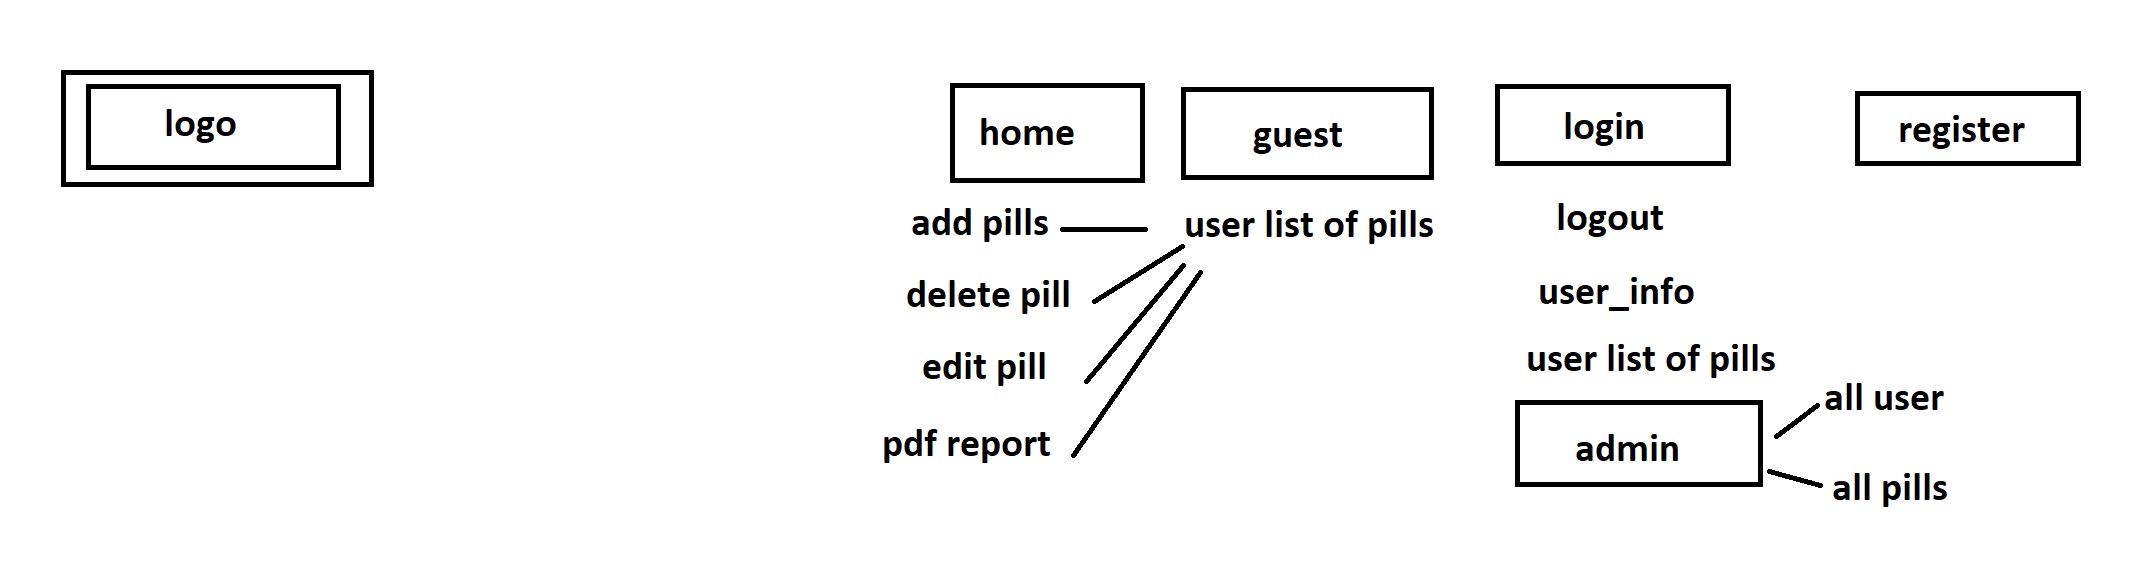 logo
home
guest
login
register
add pills
user list of pills
logout
delete pill
user_info
edit pill
user list of pills
all user
pdf report
admin
all pills